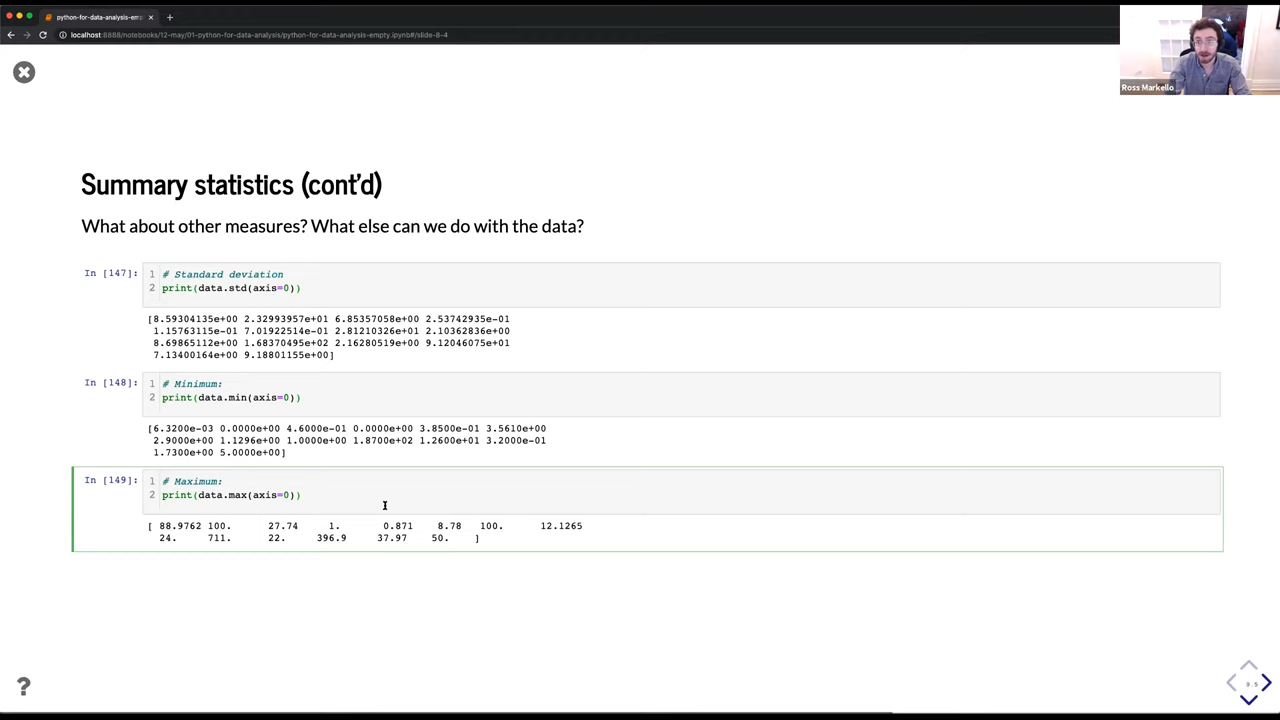 python-for-data-analysis-emp
localhost:8888/notebooks/12-may/01-python-for-data-analysis/python-for-data-analysis-empty.ipynb#/slide-8-4
Ross Markello
Summary statistics (cont'd)
What about other measures? What else can we do with the data?
In [147]:
1 # Standard deviation
2 print(data.std(axis=0))
[8.59304135e+00 2.32993957e+01 6.85357058e+00 2.53742935e-01
1.15763115e-01 7.01922514e-01 2.81210326e+01 2.10362836e+00
8.69865112e+00 1.68370495e+02 2.16280519e+00 9.12046075e+01
7.13400164e+00 9.18801155e+00]
In [148]:
1 # Minimum:
2 print(data.min(axis=0))
[6.3200e-03 0.0000e+00 4.6000e-01 0.0000e+00 3.8500e-01 3.5610e+00
2.9000e+00 1.1296e+00 1.0000e+00 1.8700e+02 1.2600e+01 3.2000e-01
1.7300e+00 5.0000e+00]
In [149]:
1 # Maximum:
2 print(data.max(axis=0))
[ 88.9762 100. 27.74 1. 0.871 8.78 100. 12.1265
24. 711. 22. 396.9 37.97 50. ]
?
9.5